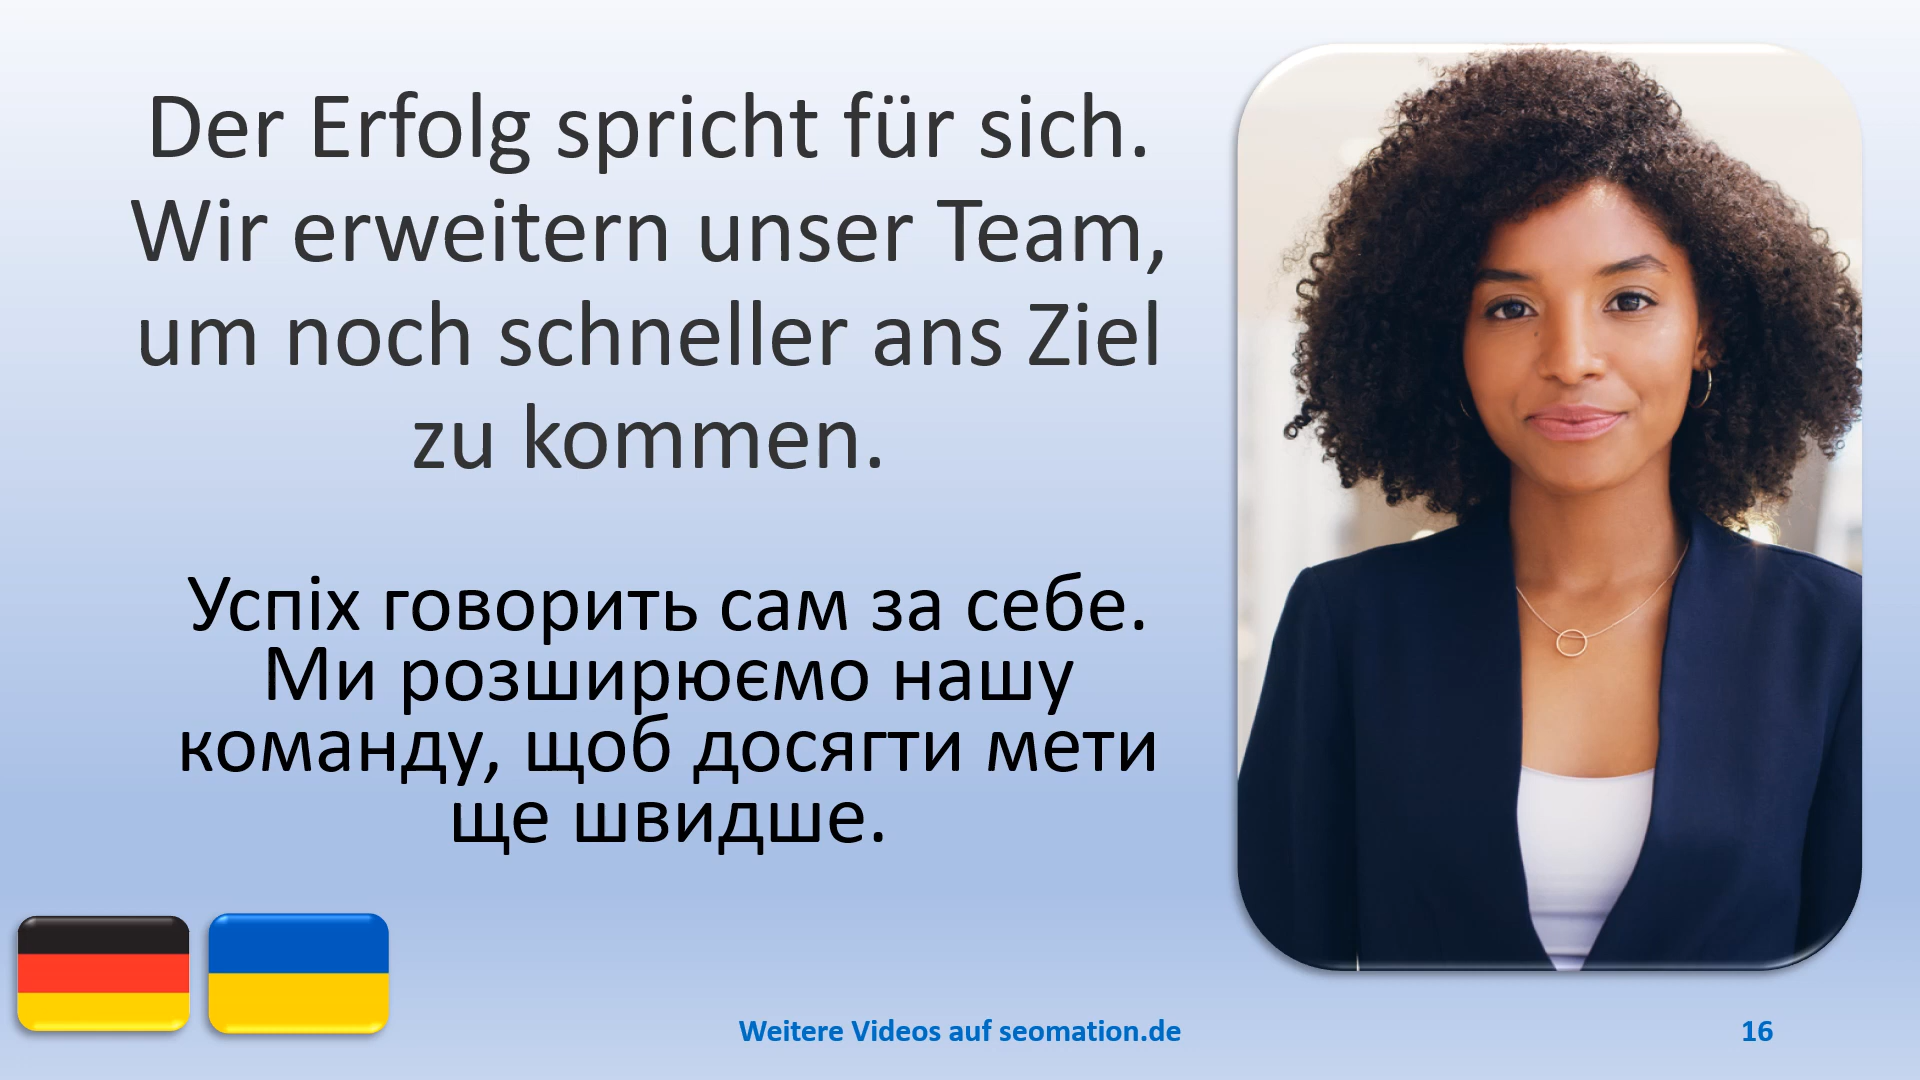 Der Erfolg spricht für sich.
Wir erweitern unser Team,
um noch schneller ans Ziel
zu kommen.
Успіх говорить сам за себе.
Ми розширюємо нашу
команду, щоб досягти мети
ще швидше.
Weitere Videos auf seomation.de
16